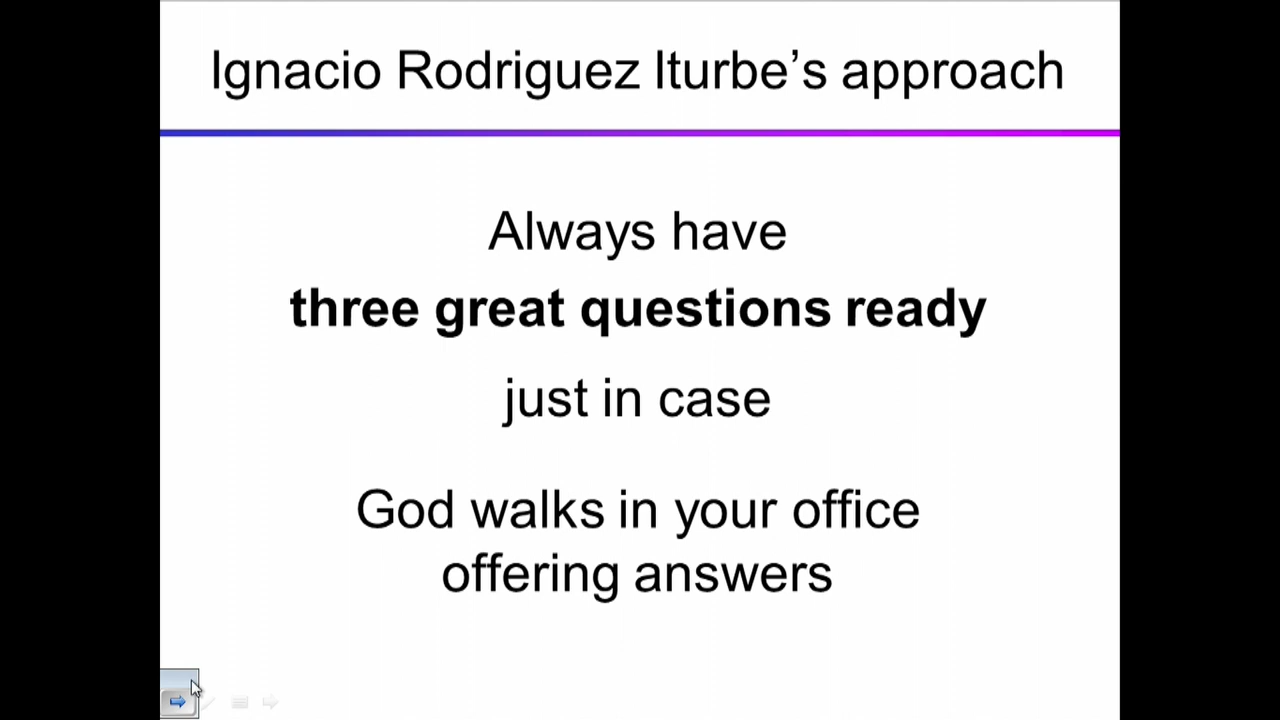 Ignacio Rodriguez Iturbe’s approach
Always have
three great questions ready
just in case
God walks in your office
offering answers